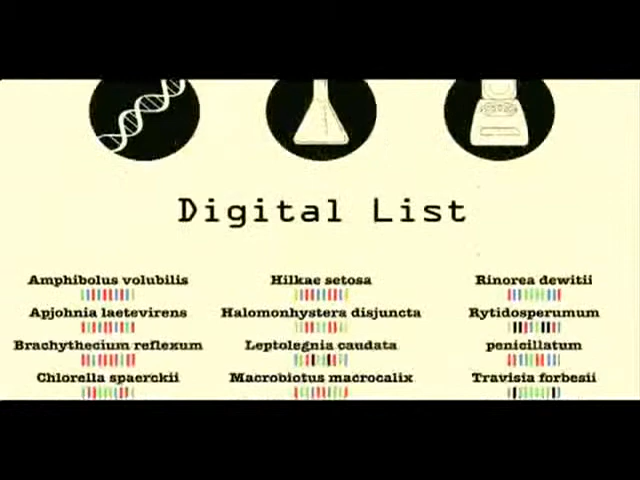 Digital List
Amphibolus volubilis
Hilkae setosa
Rinorea dewitii
Apjohnia laetevirens
Halomonhystera disjuncta
Rytidosperumum
Brachythecium reflexum
Leptolegnia caudata
penicillatum
Chlorella spaerckii
Macrobiotus macrocalix
Travisia forbesii